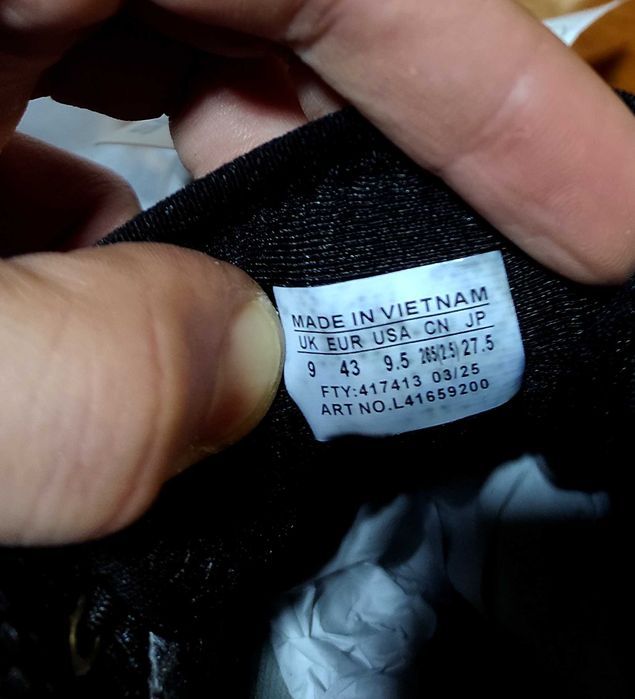 MADE IN VIETNAM
UK EUR USA CN JP
9 43 9.5 265(2.5) 27.5
FTY:417413 03/25
ART NO.L41659200